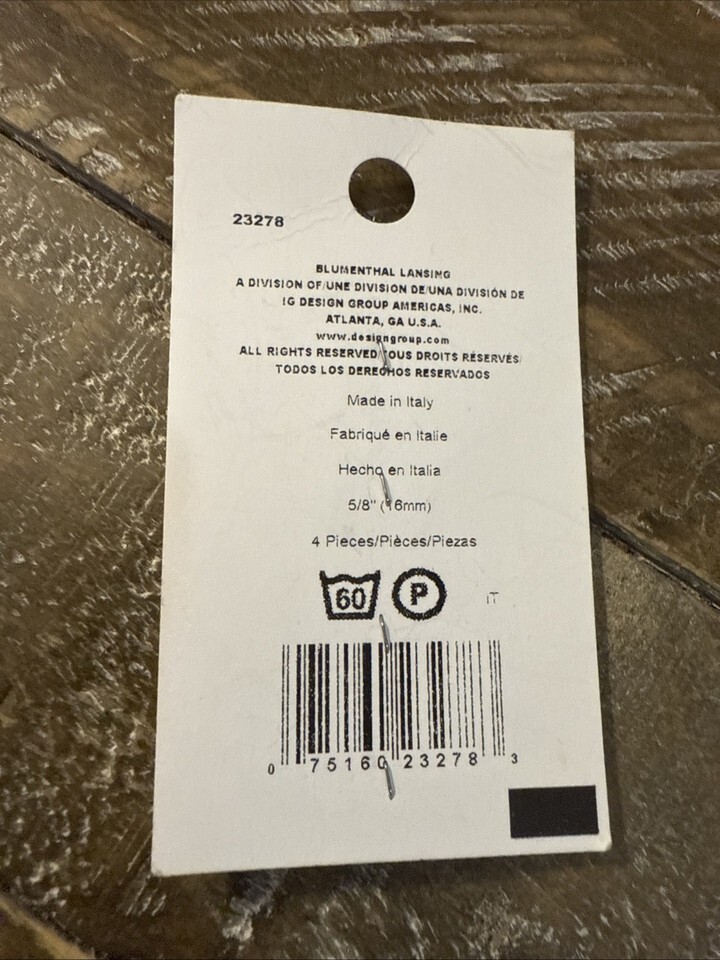 23278
BLUMENTHAL LANSING
A DIVISION OF/UNE DIVISION DE/UNA DIVISIÓN DE
IG DESIGN GROUP AMERICAS, INC.
ATLANTA, GA U.S.A.
www.designgroup.com
ALL RIGHTS RESERVED/TOUS DROITS RÉSERVÉS/
TODOS LOS DERECHOS RESERVADOS
Made in Italy
Fabriqué en Italie
Hecho en Italia
5/8" (16mm)
4 Pieces/Pièces/Piezas
60 P IT
0 75160 23278 3